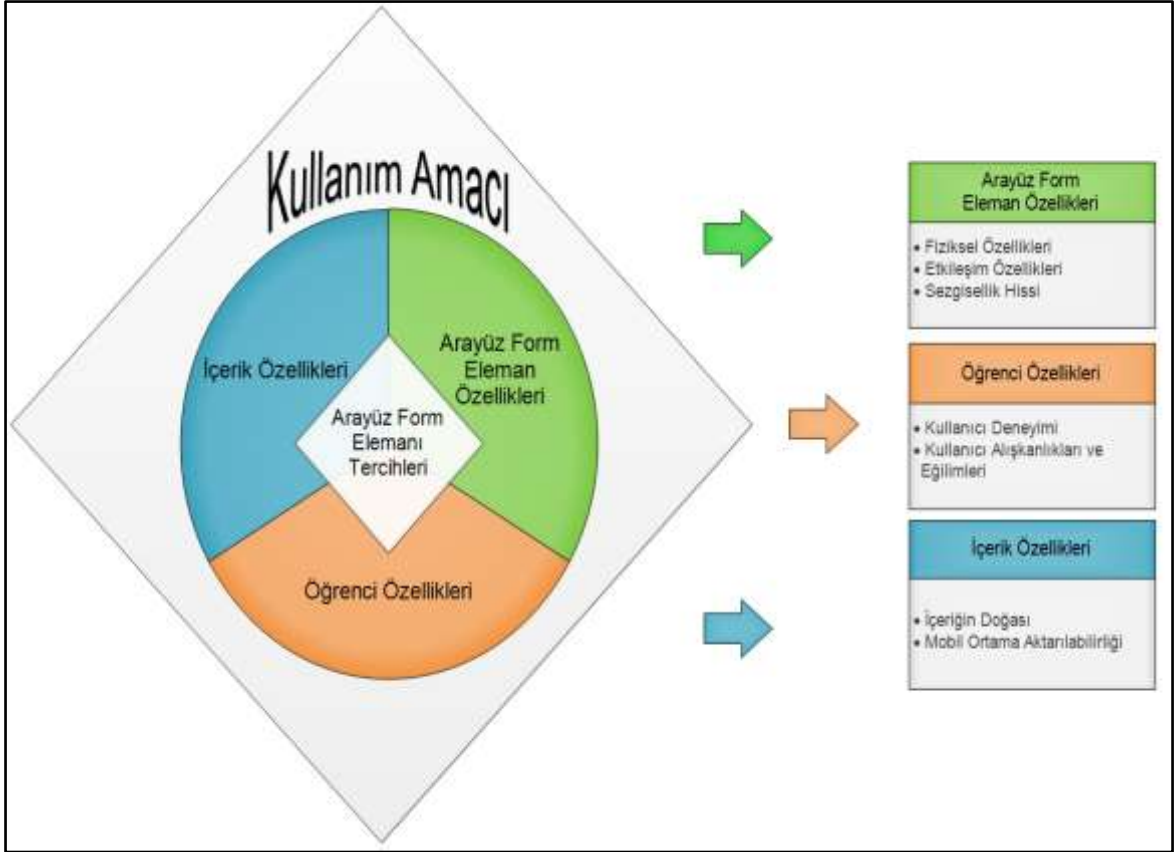 Kullanım Amacı
İçerik Özellikleri
Arayüz Form
Eleman
Özellikleri
Arayüz Form
Elemanı
Tercihleri
Öğrenci Özellikleri
Arayüz Form
Eleman Özellikleri
• Fiziksel Özellikleri
• Etkileşim Özellikleri
• Sezgisellik Hissi
Öğrenci Özellikleri
• Kullanıcı Deneyimi
• Kullanıcı Alışkanlıkları ve
Eğilimleri
İçerik Özellikleri
• İçeriğin Doğası
• Mobil Ortama Aktarılabilirliği